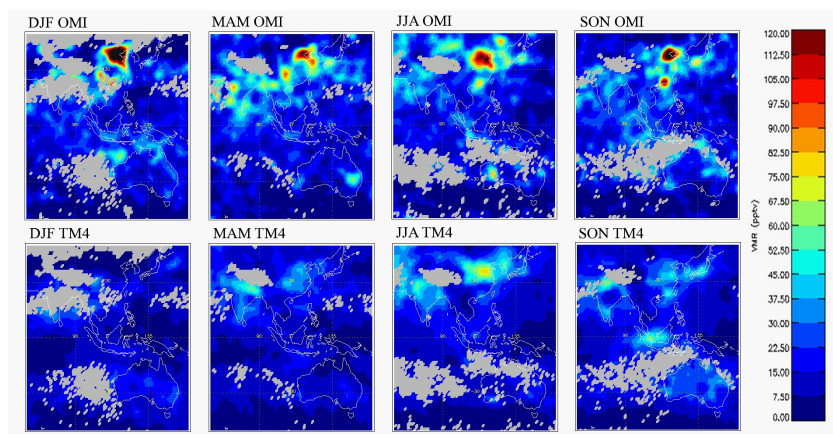 DJF OMI
MAM OMI
JJA OMI
SON OMI
DJF TM4
MAM TM4
JJA TM4
SON TM4
120.00
112.50
105.00
97.50
90.00
82.50
75.00
67.50
60.00
52.50
45.00
37.50
30.00
22.50
15.00
7.50
0.00
VMR (pptv)